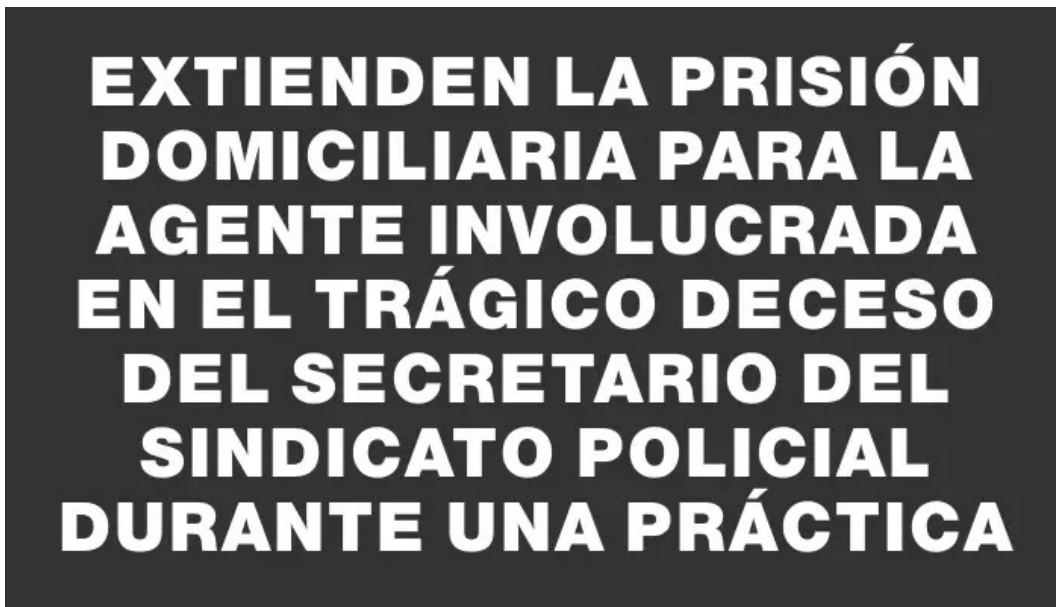 EXTIENDEN LA PRISIÓN
DOMICILIARIA PARA LA
AGENTE INVOLUCRADA
EN EL TRÁGICO DECESO
DEL SECRETARIO DEL
SINDICATO POLICIAL
DURANTE UNA PRÁCTICA